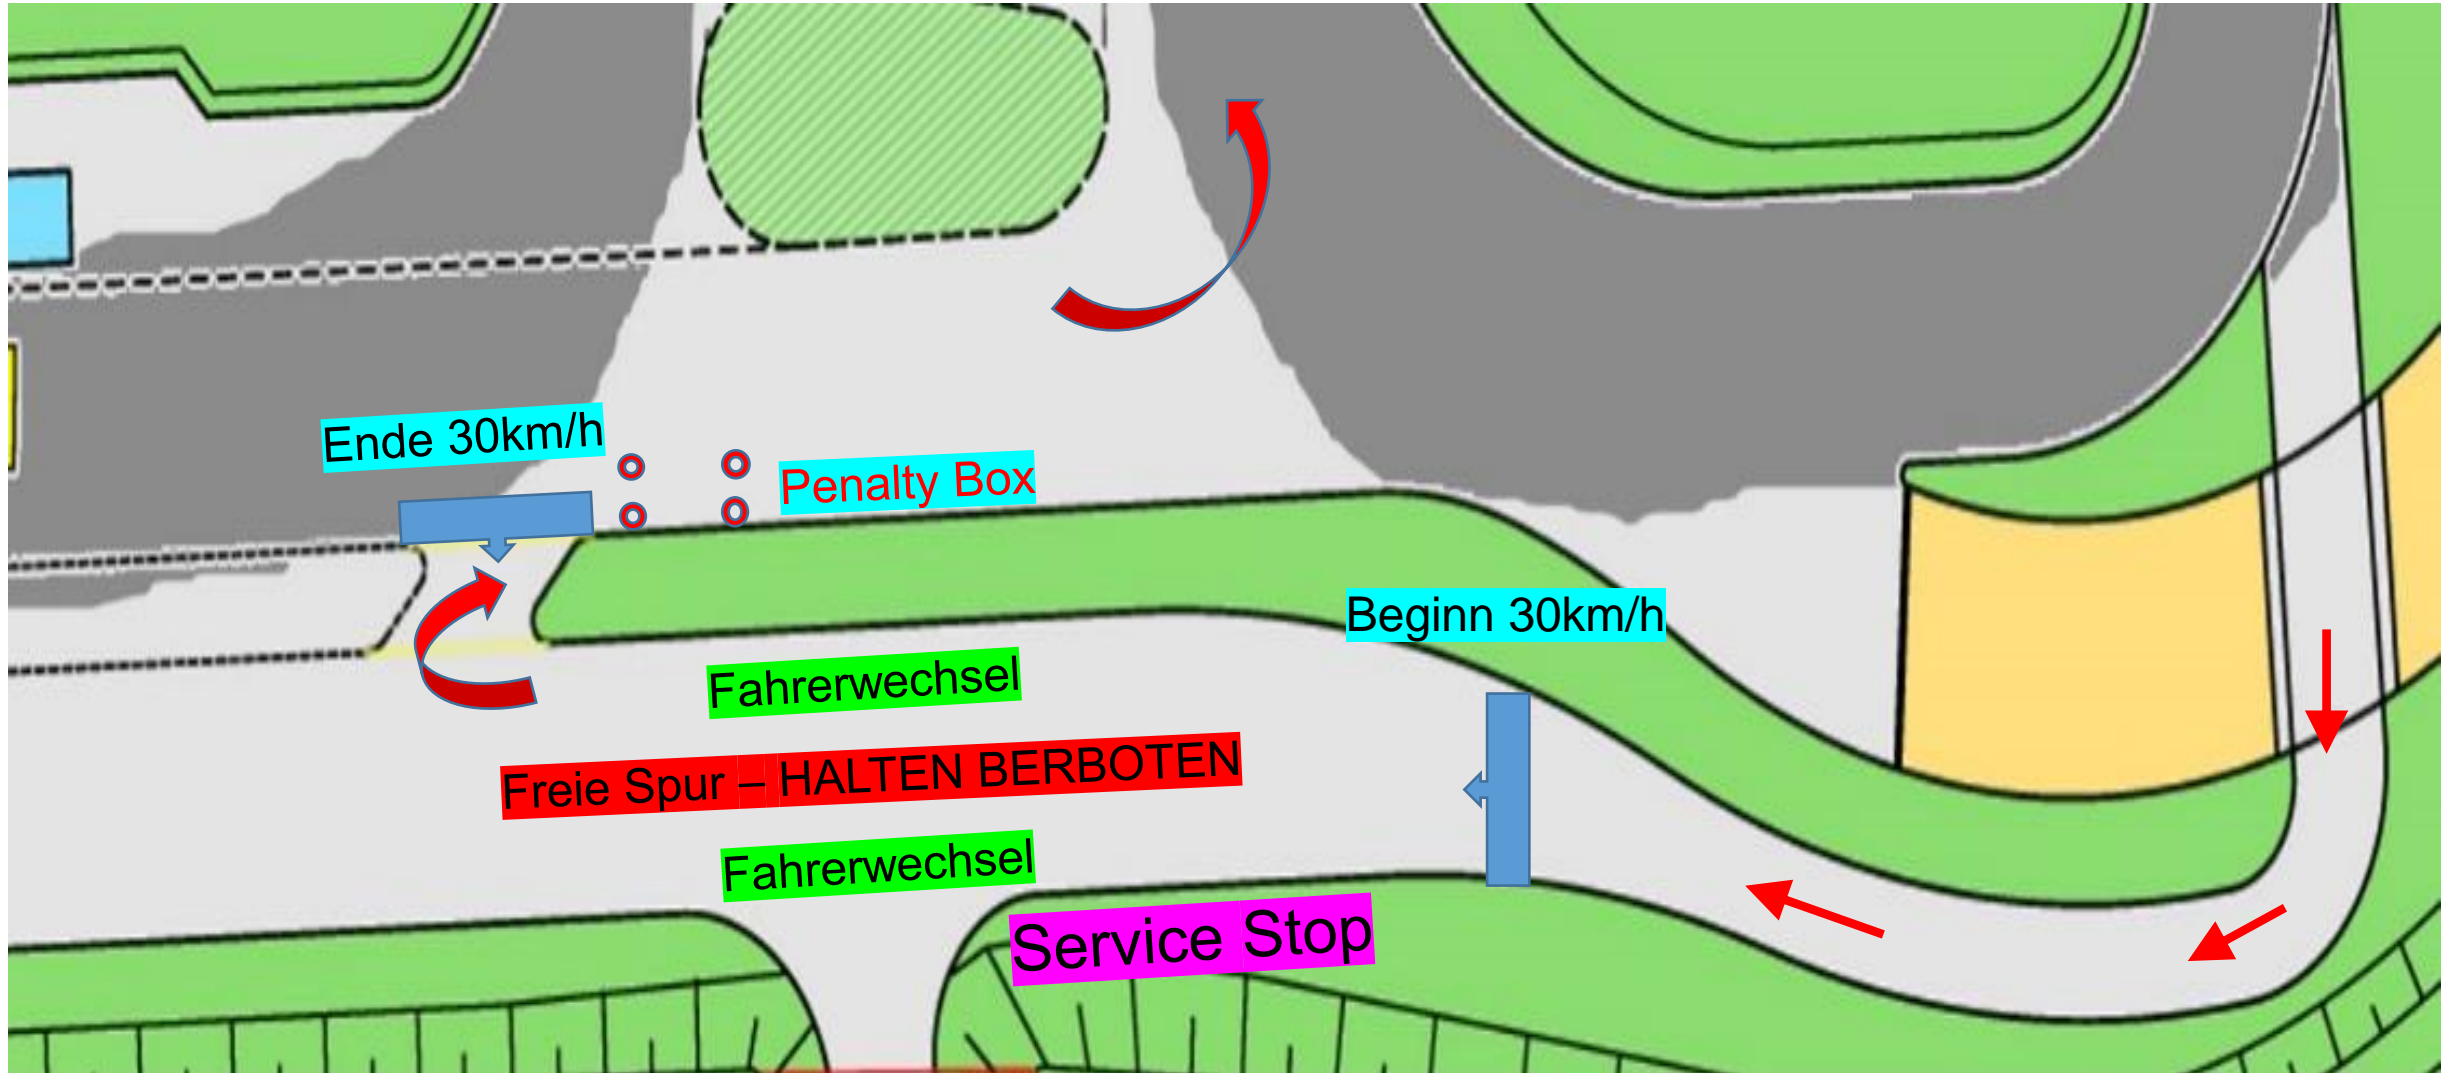 Ende 30km/h
Penalty Box
Beginn 30km/h
Fahrerwechsel
Freie Spur – HALTEN BERBOTEN
Fahrerwechsel
Service Stop